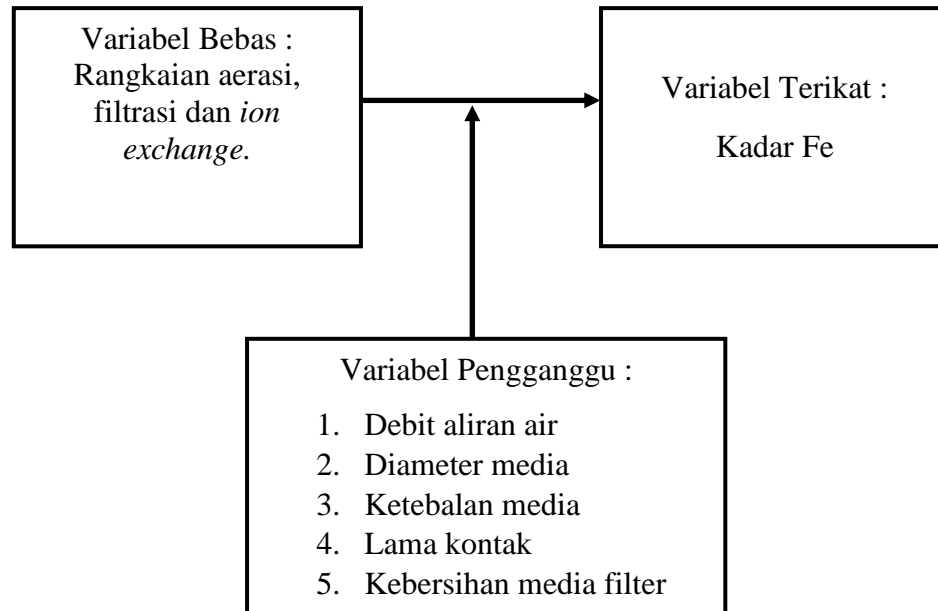 Variabel Bebas :
Rangkaian aerasi,
filtrasi dan ion
exchange.
Variabel Terikat :
Kadar Fe
Variabel Pengganggu :
1. Debit aliran air
2. Diameter media
3. Ketebalan media
4. Lama kontak
5. Kebersihan media filter